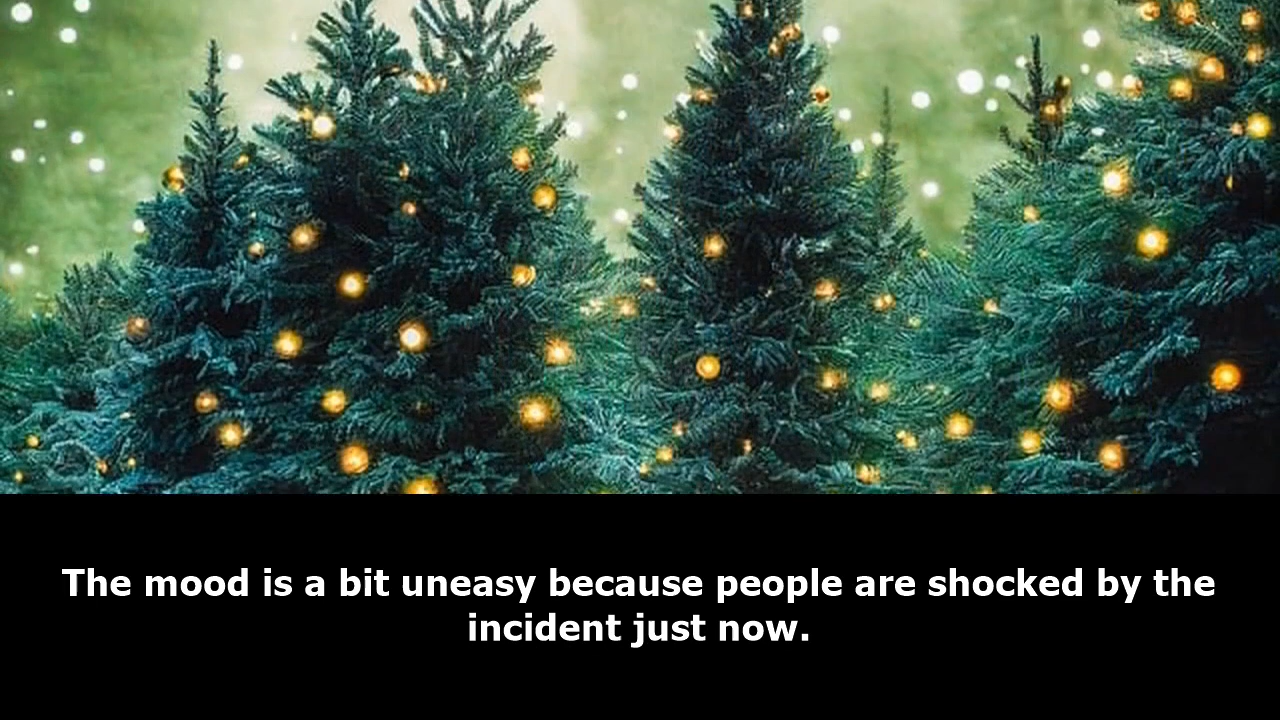 The mood is a bit uneasy because people are shocked by the
incident just now.